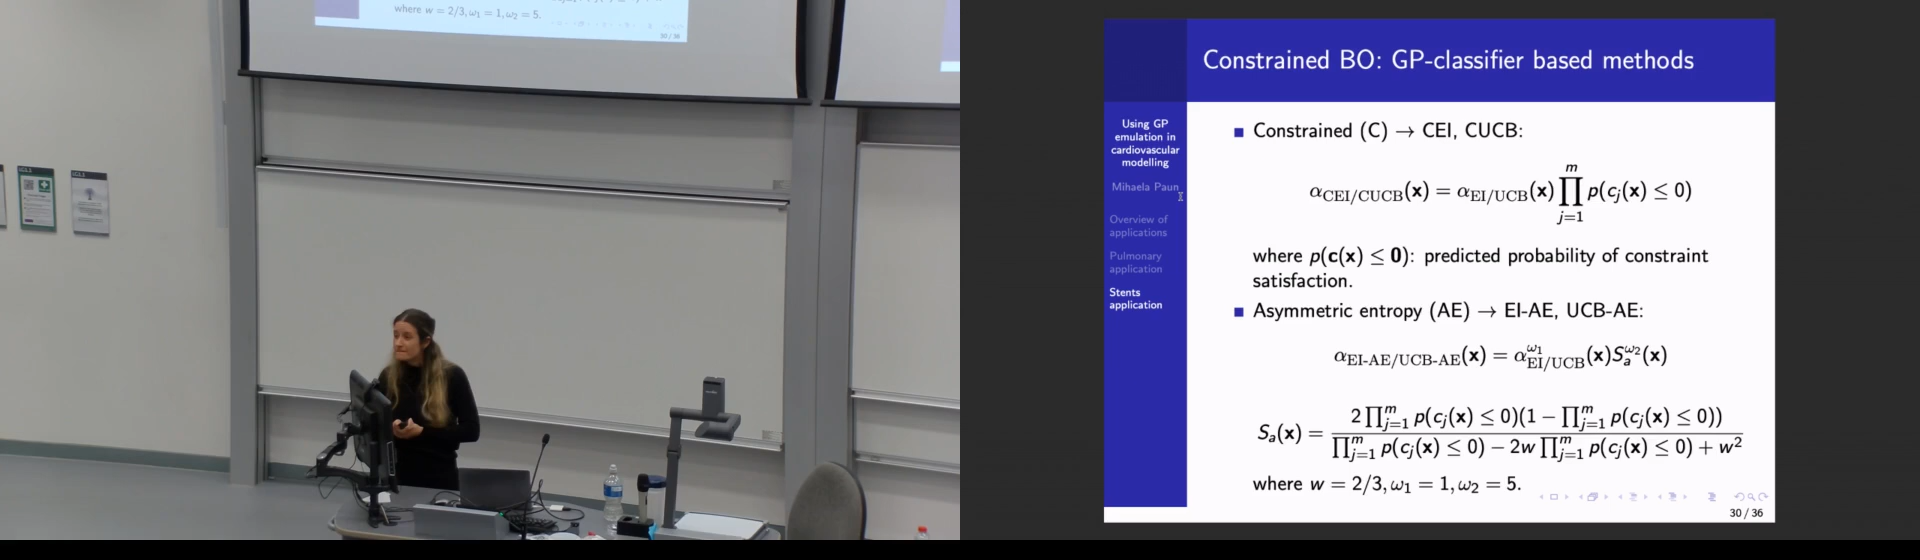 where w = 2/3, ω₁ = 1, ω₂ = 5.
30 / 36
Constrained BO: GP-classifier based methods
Using GP
emulation in
cardiovascular
modelling
Mihaela Paun
Overview of
applications
Pulmonary
application
Stents
application
Constrained (C) → CEI, CUCB:
α_CEI/CUCB(x) = α_EI/UCB(x) ∏_{j=1}^{m} p(c_j(x) ≤ 0)
where p(c(x) ≤ 0): predicted probability of constraint
satisfaction.
Asymmetric entropy (AE) → EI-AE, UCB-AE:
α_EI-AE/UCB-AE(x) = α^{ω₁}_EI/UCB(x)S_a^{ω₂}(x)
S_a(x) = 2 ∏_{j=1}^{m} p(c_j(x) ≤ 0)(1 − ∏_{j=1}^{m} p(c_j(x) ≤ 0)) / ∏_{j=1}^{m} p(c_j(x) ≤ 0) − 2w ∏_{j=1}^{m} p(c_j(x) ≤ 0) + w²
where w = 2/3, ω₁ = 1, ω₂ = 5.
30 / 36